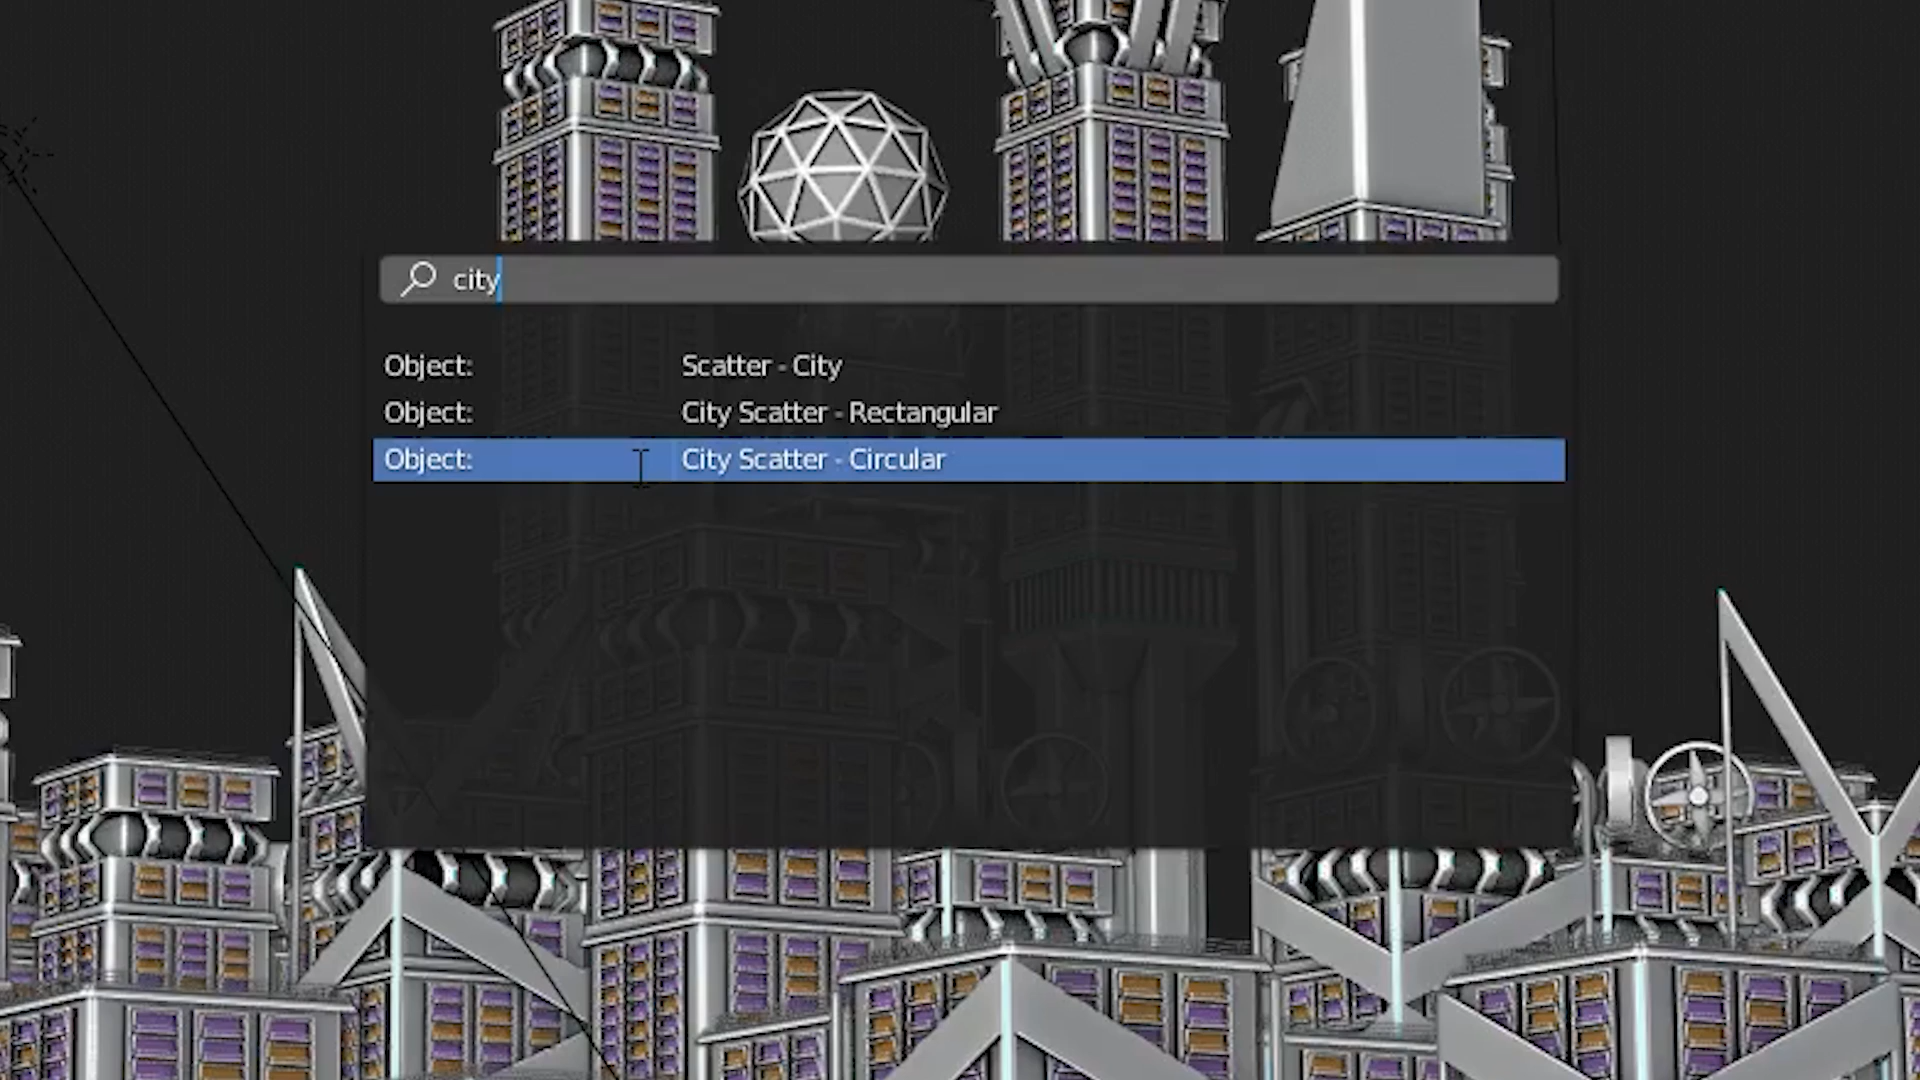 city
Object: Scatter - City
Object: City Scatter - Rectangular
Object: City Scatter - Circular